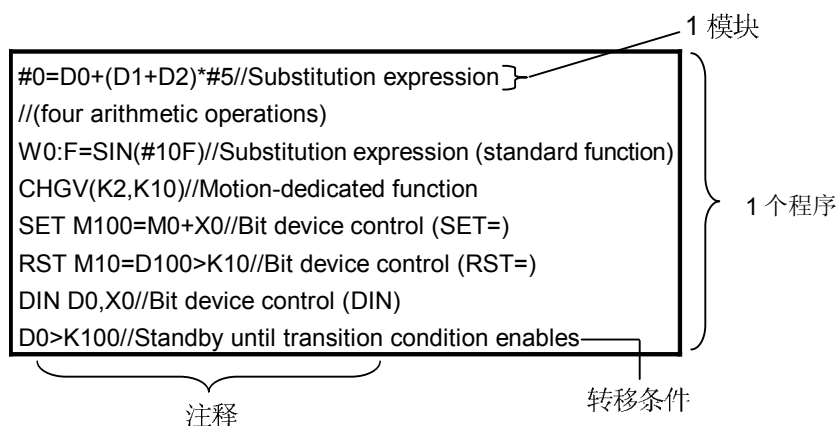 1 模块
#0=D0+(D1+D2)*#5//Substitution expression
//(four arithmetic operations)
W0:F=SIN(#10F)//Substitution expression (standard function)
CHGV(K2,K10)//Motion-dedicated function
SET M100=M0+X0//Bit device control (SET=)
RST M10=D100>K10//Bit device control (RST=)
DIN D0,X0//Bit device control (DIN)
D0>K100//Standby until transition condition enables
1 个程序
注释
转移条件